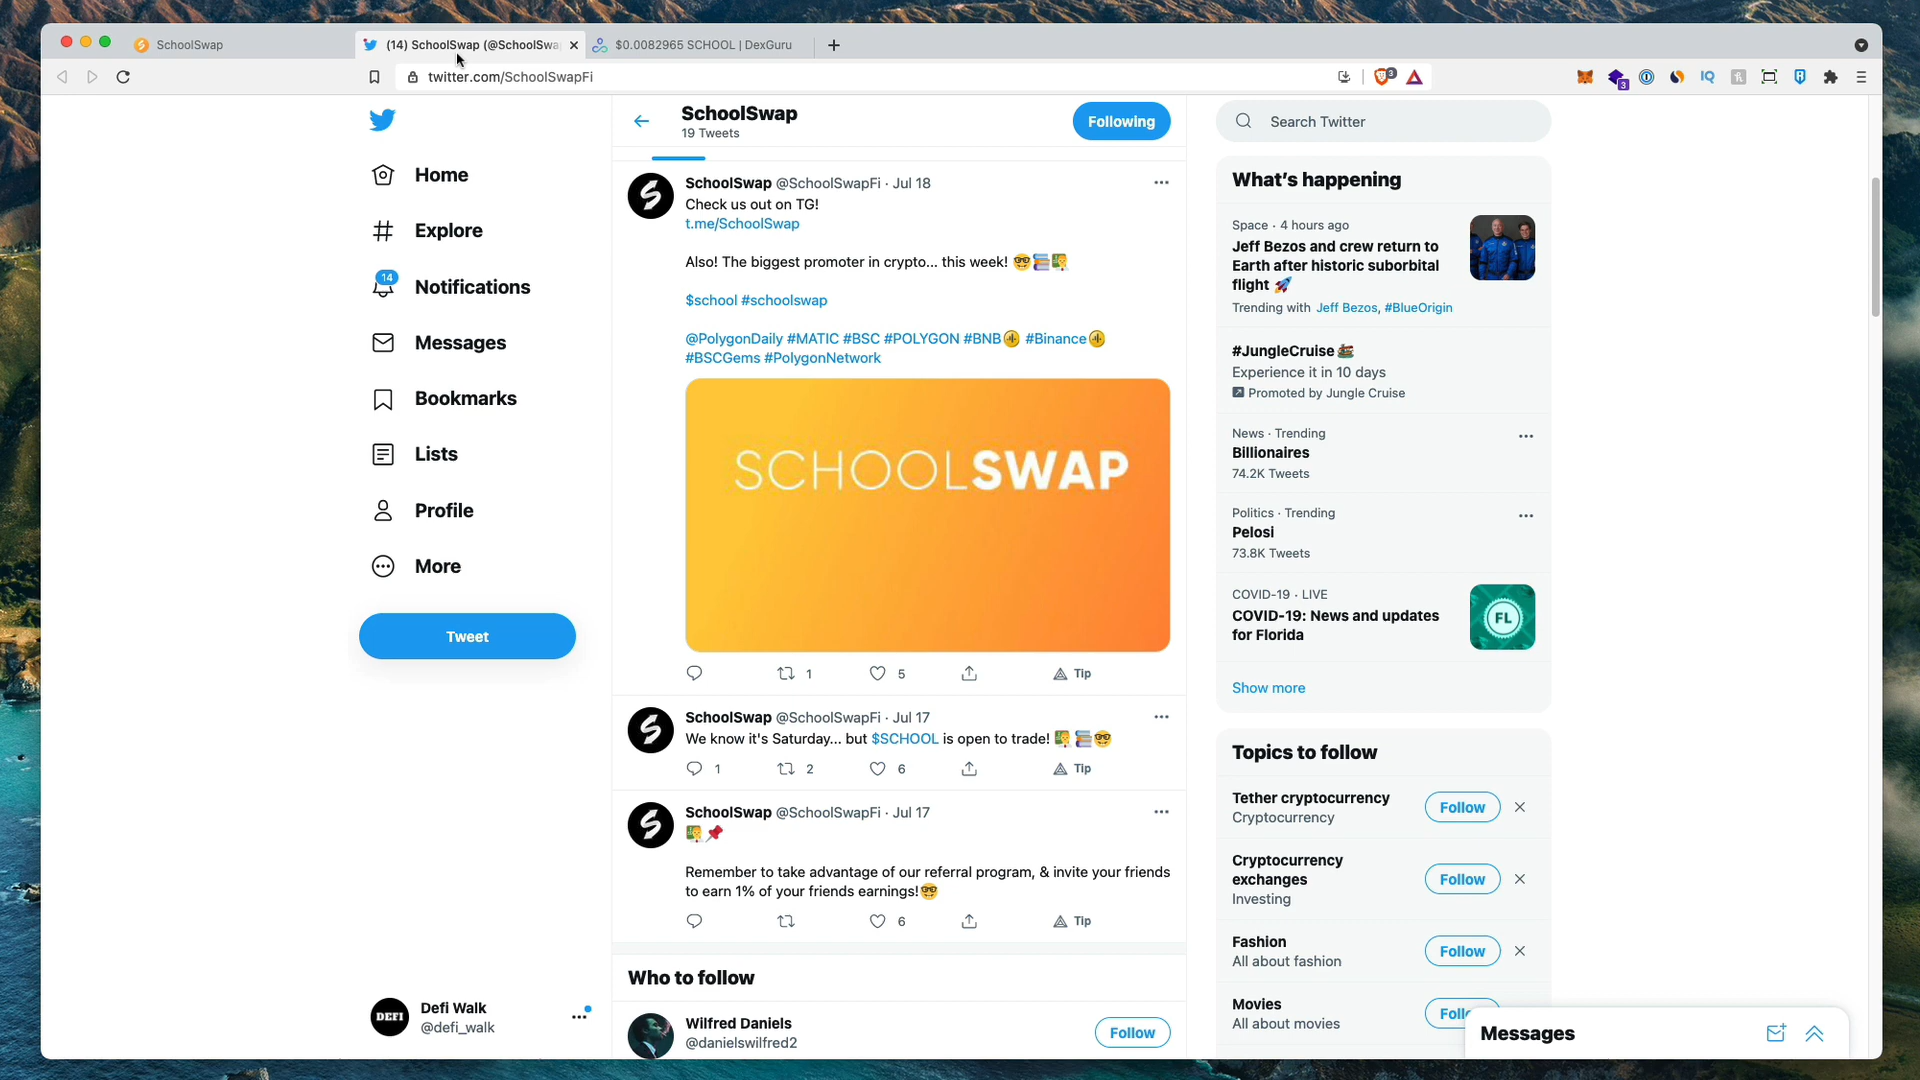 SchoolSwap
(14) SchoolSwap (@SchoolSwa
$0.0082965 SCHOOL | DexGuru
twitter.com/SchoolSwapFi
3
3
IQ
Home
Explore
14
Notifications
Messages
Bookmarks
Lists
Profile
More
Tweet
DEFI
Defi Walk
@defi_walk
SchoolSwap
19 Tweets
Following
SchoolSwap @SchoolSwapFi · Jul 18
Check us out on TG!
t.me/SchoolSwap
Also! The biggest promoter in crypto... this week! 🤓📚👩‍🏫
$school #schoolswap
@PolygonDaily #MATIC #BSC #POLYGON #BNB #Binance
#BSCGems #PolygonNetwork
SCHOOLSWAP
1 5 Tip
SchoolSwap @SchoolSwapFi · Jul 17
We know it's Saturday... but $SCHOOL is open to trade! 👩‍🏫📚🤓
1 2 6 Tip
SchoolSwap @SchoolSwapFi · Jul 17
👩‍🏫📌
Remember to take advantage of our referral program, & invite your friends
to earn 1% of your friends earnings!🤓
6 Tip
Who to follow
Wilfred Daniels
@danielswilfred2
Follow
Search Twitter
What's happening
Space · 4 hours ago
Jeff Bezos and crew return to
Earth after historic suborbital
flight 🚀
Trending with Jeff Bezos, #BlueOrigin
#JungleCruise
Experience it in 10 days
Promoted by Jungle Cruise
News · Trending
Billionaires
74.2K Tweets
Politics · Trending
Pelosi
73.8K Tweets
COVID-19 · LIVE
COVID-19: News and updates
for Florida
FL
Show more
Topics to follow
Tether cryptocurrency
Cryptocurrency
Follow
Cryptocurrency
exchanges
Investing
Follow
Fashion
All about fashion
Follow
Movies
All about movies
Follo
Messages